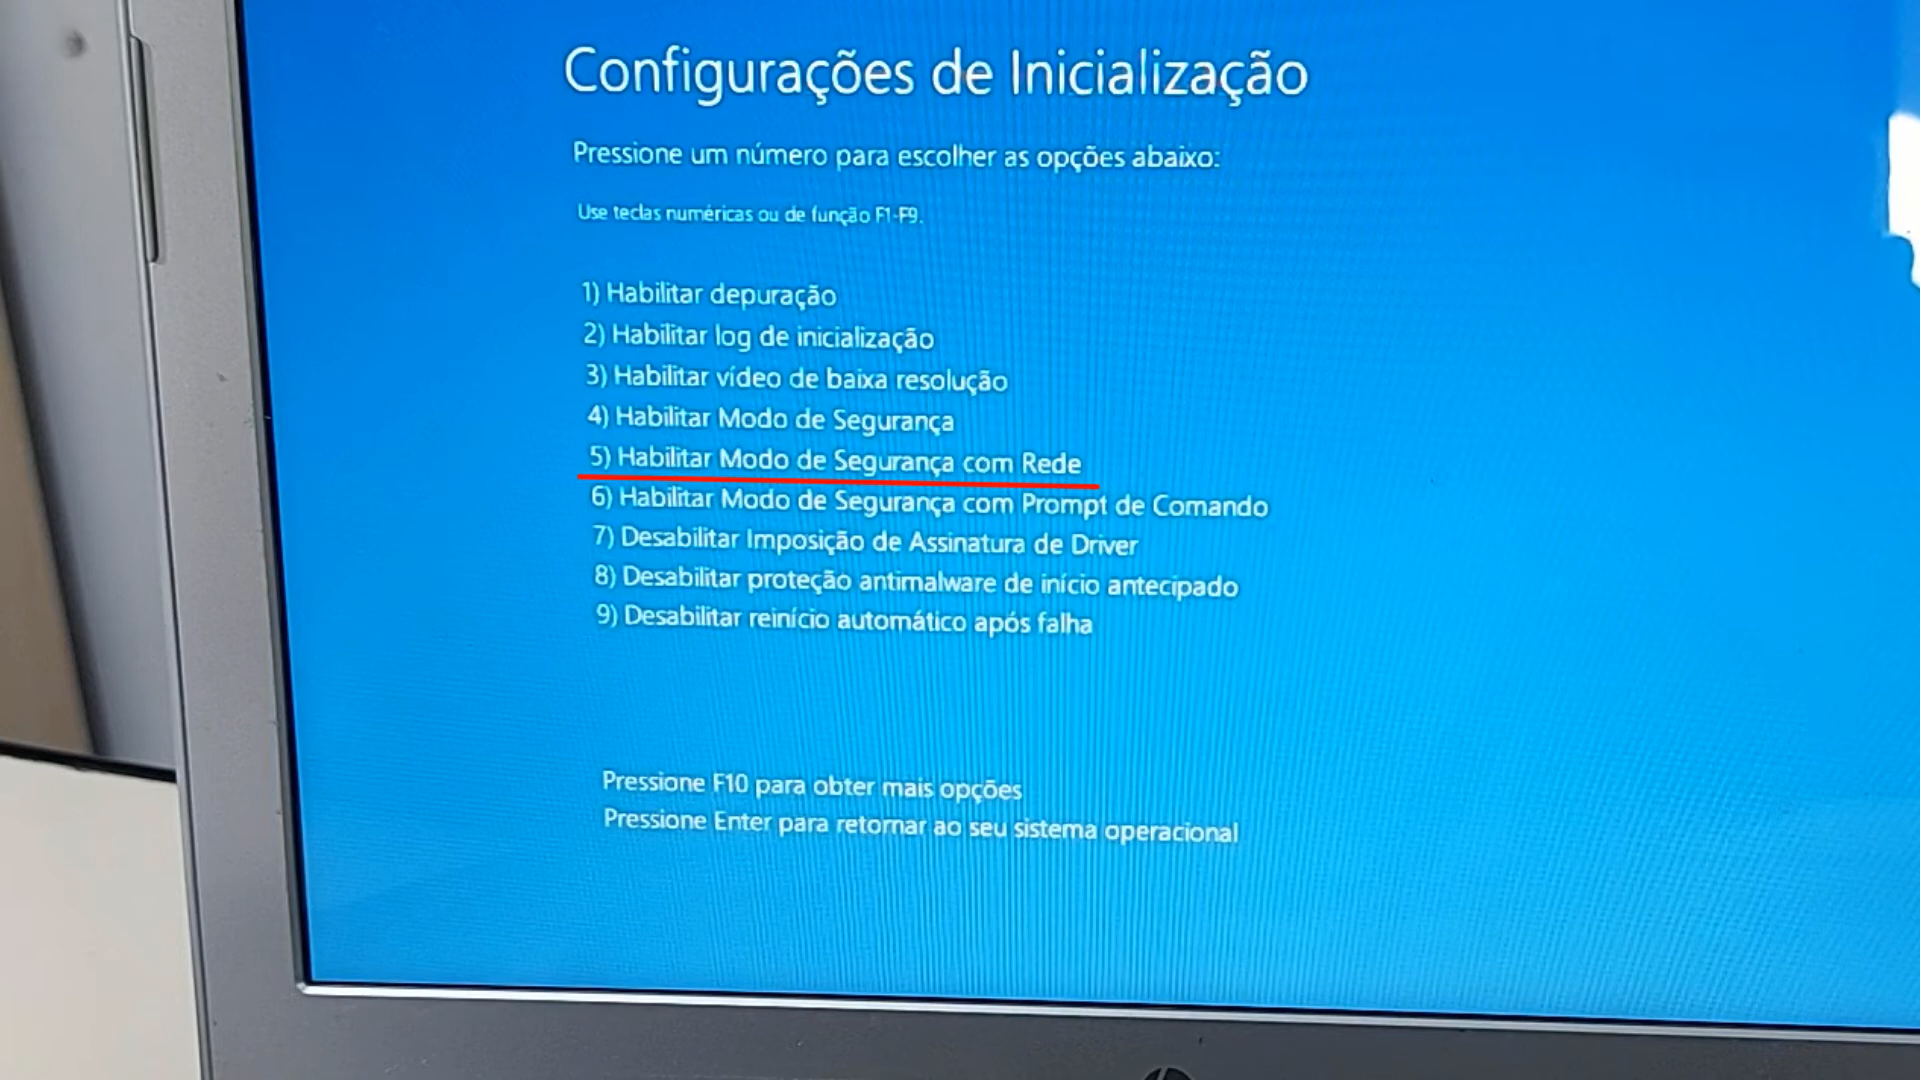 Configurações de Inicialização
Pressione um número para escolher as opções abaixo:
Use teclas numéricas ou de função F1-F9.
1) Habilitar depuração
2) Habilitar log de inicialização
3) Habilitar vídeo de baixa resolução
4) Habilitar Modo de Segurança
5) Habilitar Modo de Segurança com Rede
6) Habilitar Modo de Segurança com Prompt de Comando
7) Desabilitar Imposição de Assinatura de Driver
8) Desabilitar proteção antimalware de início antecipado
9) Desabilitar reinício automático após falha
Pressione F10 para obter mais opções
Pressione Enter para retornar ao seu sistema operacional